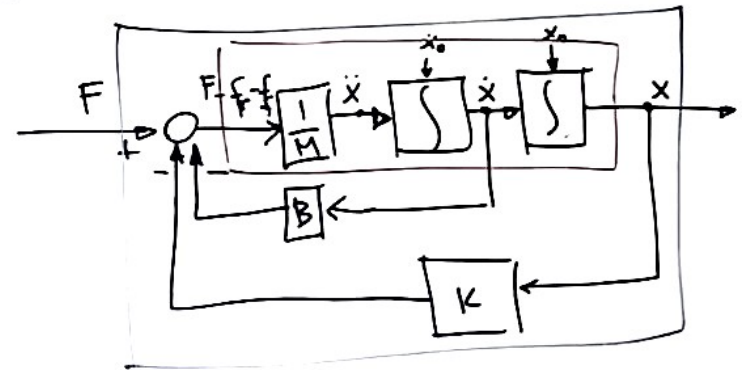 ẋ₀ x₀
F F-f-f 1/M ẍ ∫ ẋ ∫ x
+
- -
B
K